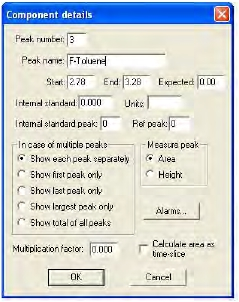 Component details
Peak number: 3
Peak name: F-Toluene
Start: 2.78 End: 3.28 Expected: 0.00
Internal standard: 0.000 Units:
Internal standard peak: 0 Ref peak: 0
In case of multiple peaks Measure peak
Show each peak separately Area
Show first peak only Height
Show last peak only
Show largest peak only Alarms...
Show total of all peaks
Multiplication factor: 0.000 Calculate area as
time-slice
OK Cancel